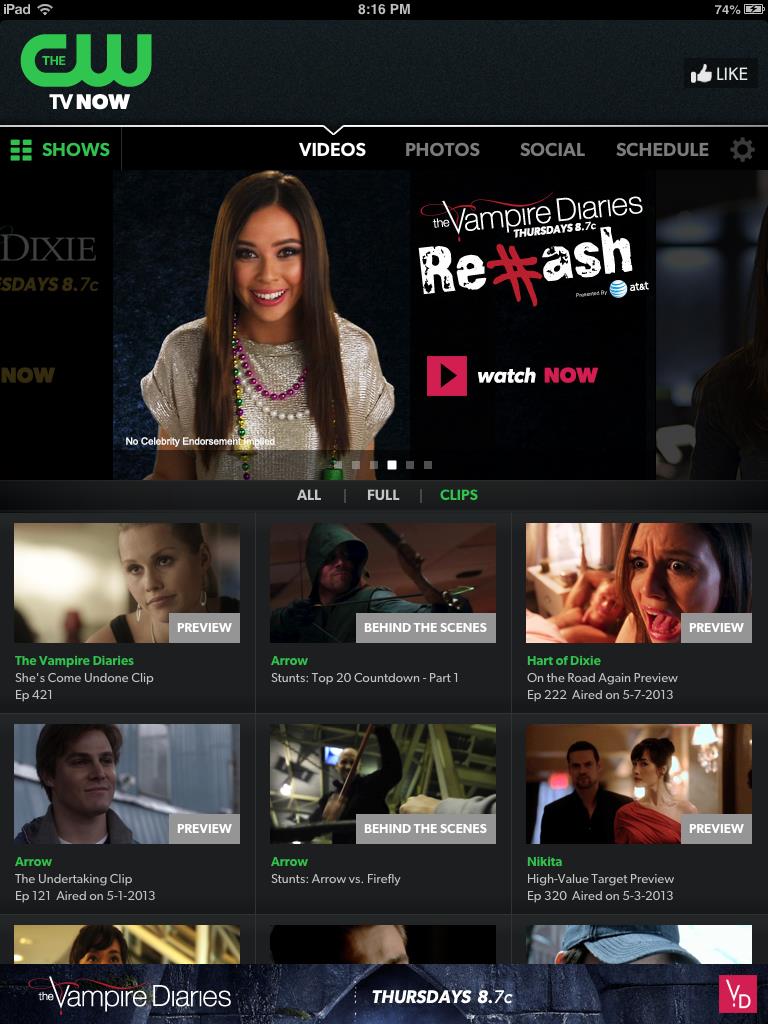 iPad
8:16 PM
74%
THE CW
TV NOW
LIKE
SHOWS
VIDEOS
PHOTOS
SOCIAL
SCHEDULE
DIXIE
ESDAYS 8.7c
NOW
the Vampire Diaries
THURSDAYS 8.7c
Re#ash
Presented By at&t
watch NOW
No Celebrity Endorsement Implied
ALL | FULL | CLIPS
PREVIEW
The Vampire Diaries
She's Come Undone Clip
Ep 421
BEHIND THE SCENES
Arrow
Stunts: Top 20 Countdown - Part 1
PREVIEW
Hart of Dixie
On the Road Again Preview
Ep 222 Aired on 5-7-2013
PREVIEW
Arrow
The Undertaking Clip
Ep 121 Aired on 5-1-2013
BEHIND THE SCENES
Arrow
Stunts: Arrow vs. Firefly
PREVIEW
Nikita
High-Value Target Preview
Ep 320 Aired on 5-3-2013
the Vampire Diaries
THURSDAYS 8.7c
VD